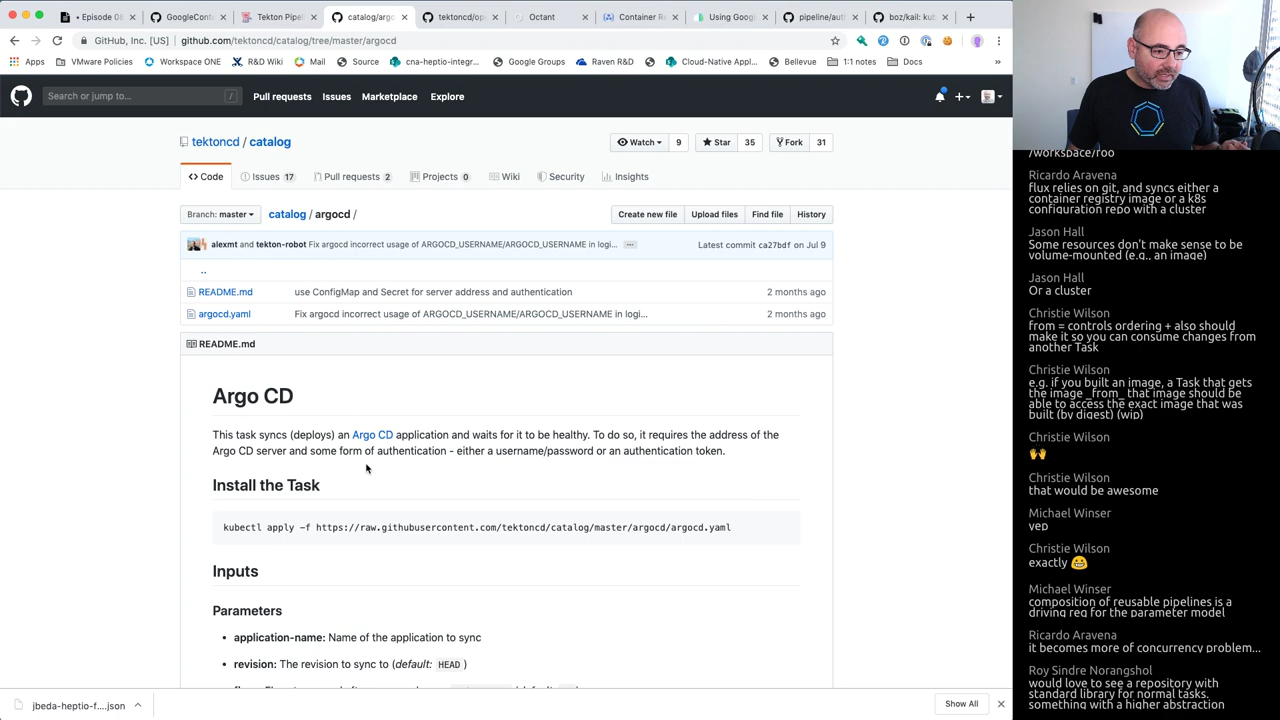 • Episode 08
GoogleCont
Tekton Pipel
catalog/argo
tektoncd/op
Octant
Container Re
Using Googl
pipeline/aut
boz/kail: kub
GitHub, Inc. [US]
github.com/tektoncd/catalog/tree/master/argocd
Apps
VMware Policies
Workspace ONE
R&D Wiki
Mail
Source
cna-heptio-integr...
Google Groups
Raven R&D
Cloud-Native App...
Bellevue
1:1 notes
Docs
»
Search or jump to...
/
Pull requests
Issues
Marketplace
Explore
tektoncd / catalog
Watch
9
Star
35
Fork
31
Code
Issues 17
Pull requests 2
Projects 0
Wiki
Security
Insights
Branch: master
catalog / argocd /
Create new file
Upload files
Find file
History
alexmt and tekton-robot Fix argocd incorrect usage of ARGOCD_USERNAME/ARGOCD_USERNAME in logi...
Latest commit ca27bdf on Jul 9
..
README.md
use ConfigMap and Secret for server address and authentication
2 months ago
argocd.yaml
Fix argocd incorrect usage of ARGOCD_USERNAME/ARGOCD_USERNAME in logi...
2 months ago
README.md
Argo CD
This task syncs (deploys) an Argo CD application and waits for it to be healthy. To do so, it requires the address of the
Argo CD server and some form of authentication - either a username/password or an authentication token.
Install the Task
kubectl apply -f https://raw.githubusercontent.com/tektoncd/catalog/master/argocd/argocd.yaml
Inputs
Parameters
• application-name: Name of the application to sync
• revision: The revision to sync to (default: HEAD )
jbeda-heptio-f....json
Show All
/workspace/foo
Ricardo Aravena
flux relies on git, and syncs either a
container registry image or a k8s
configuration repo with a cluster
Jason Hall
Some resources don't make sense to be
volume-mounted (e.g., an image)
Jason Hall
Or a cluster
Christie Wilson
from = controls ordering + also should
make it so you can consume changes from
another Task
Christie Wilson
e.g. if you built an image, a Task that gets
the image _from_ that image should be
able to access the exact image that was
built (by digest) (wip)
Christie Wilson
🙌
Christie Wilson
that would be awesome
Michael Winser
yep
Christie Wilson
exactly 😁
Michael Winser
composition of reusable pipelines is a
driving req for the parameter model
Ricardo Aravena
it becomes more of concurrency problem...
Roy Sindre Norangshol
would love to see a repository with
standard library for normal tasks.
something with a higher abstraction